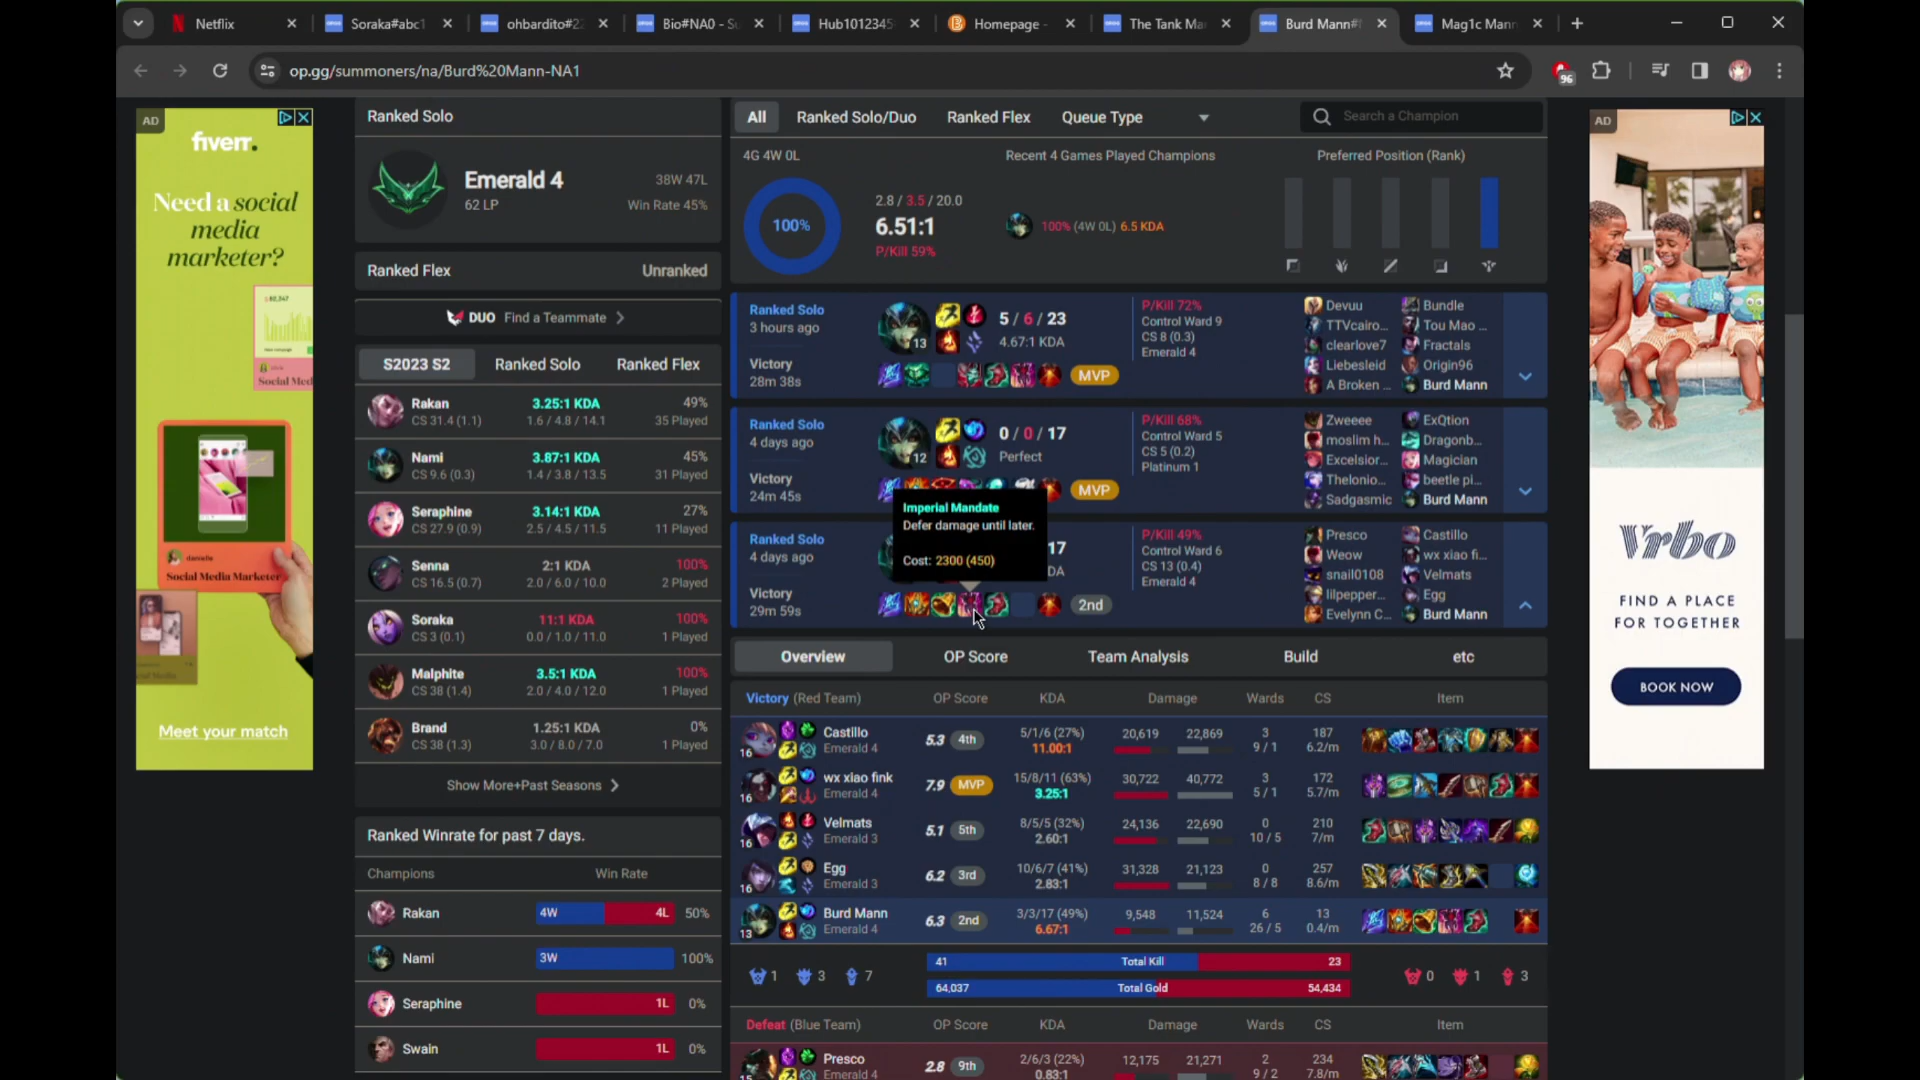 Netflix
Soraka#abc1
ohbardito#22
Bio#NA0 - Su
Hub1012345
Homepage -
The Tank Ma
Burd Mann#
Mag1c Mann
op.gg/summoners/na/Burd%20Mann-NA1
96
AD
fiverr.
Need a social
media
marketer?
Social Media Marketer
Meet your match
Ranked Solo
Emerald 4
62 LP
38W 47L
Win Rate 45%
Ranked Flex
Unranked
DUO Find a Teammate
S2023 S2 Ranked Solo Ranked Flex
Rakan 3.25:1 KDA 49%
CS 31.4 (1.1) 1.6 / 4.8 / 14.1 35 Played
Nami 3.87:1 KDA 45%
CS 9.6 (0.3) 1.4 / 3.8 / 13.5 31 Played
Seraphine 3.14:1 KDA 27%
CS 27.9 (0.9) 2.5 / 4.5 / 11.5 11 Played
Senna 2:1 KDA 100%
CS 16.5 (0.7) 2.0 / 6.0 / 10.0 2 Played
Soraka 11:1 KDA 100%
CS 3 (0.1) 0.0 / 1.0 / 11.0 1 Played
Malphite 3.5:1 KDA 100%
CS 38 (1.4) 2.0 / 4.0 / 12.0 1 Played
Brand 1.25:1 KDA 0%
CS 38 (1.3) 3.0 / 8.0 / 7.0 1 Played
Show More+Past Seasons
Ranked Winrate for past 7 days.
Champions Win Rate
Rakan 4W 4L 50%
Nami 3W 100%
Seraphine 1L 0%
Swain 1L 0%
All Ranked Solo/Duo Ranked Flex Queue Type Search a Champion
4G 4W 0L
100%
2.8 / 3.5 / 20.0
6.51:1
P/Kill 59%
Recent 4 Games Played Champions
100% (4W 0L) 6.5 KDA
Preferred Position (Rank)
Ranked Solo
3 hours ago
Victory
28m 38s
13
5 / 6 / 23
4.67:1 KDA
MVP
P/Kill 72%
Control Ward 9
CS 8 (0.3)
Emerald 4
Devuu Bundle
TTVcairo... Tou Mao ...
clearlove7 Fractals
Liebesleid Origin96
A Broken ... Burd Mann
Ranked Solo
4 days ago
Victory
24m 45s
12
0 / 0 / 17
Perfect
MVP
P/Kill 68%
Control Ward 5
CS 5 (0.2)
Platinum 1
Zweeee ExQtion
moslim h... Dragonb...
Excelsior... Magician
Thelonio... beetle pi...
Sadgasmic Burd Mann
Imperial Mandate
Defer damage until later.
Cost: 2300 (450)
Ranked Solo
4 days ago
Victory
29m 59s
17
DA
2nd
P/Kill 49%
Control Ward 6
CS 13 (0.4)
Emerald 4
Presco Castillo
Weow wx xiao fi...
snail0108 Velmats
lilpepper... Egg
Evelynn C... Burd Mann
Overview OP Score Team Analysis Build etc
Victory (Red Team) OP Score KDA Damage Wards CS Item
16 Castillo 5.3 4th 5/1/6 (27%) 20,619 22,869 3 187
Emerald 4 11.00:1 9 / 1 6.2/m
16 wx xiao fink 7.9 MVP 15/8/11 (63%) 30,722 40,772 3 172
Emerald 4 3.25:1 5 / 1 5.7/m
16 Velmats 5.1 5th 8/5/5 (32%) 24,136 22,690 0 210
Emerald 3 2.60:1 10 / 5 7/m
16 Egg 6.2 3rd 10/6/7 (41%) 31,328 21,123 0 257
Emerald 3 2.83:1 8 / 8 8.6/m
13 Burd Mann 6.3 2nd 3/3/17 (49%) 9,548 11,524 6 13
Emerald 4 6.67:1 26 / 5 0.4/m
1 3 7
41 Total Kill 23
64,037 Total Gold 54,434
0 1 3
Defeat (Blue Team) OP Score KDA Damage Wards CS Item
15 Presco 2.8 9th 2/6/3 (22%) 12,175 21,271 2 234
Emerald 4 0.83:1 9 / 2 7.8/m
AD
Vrbo
FIND A PLACE
FOR TOGETHER
BOOK NOW